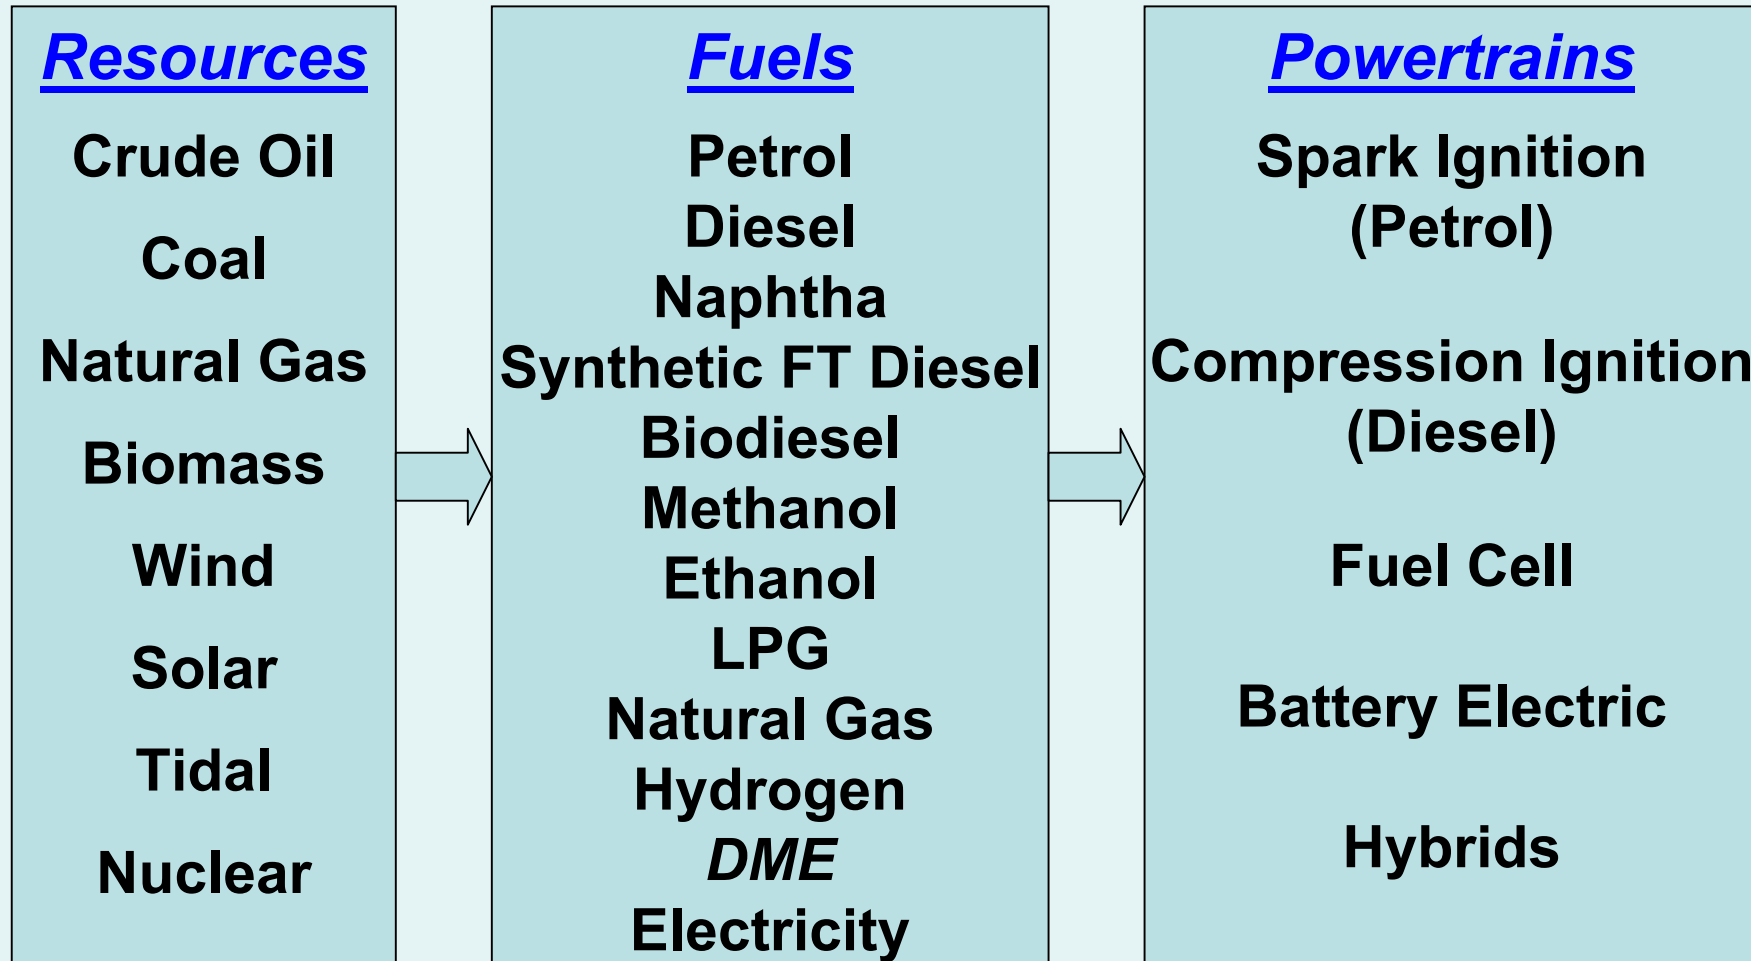 Resources
Crude Oil
Coal
Natural Gas
Biomass
Wind
Solar
Tidal
Nuclear
Fuels
Petrol
Diesel
Naphtha
Synthetic FT Diesel
Biodiesel
Methanol
Ethanol
LPG
Natural Gas
Hydrogen
DME
Electricity
Powertrains
Spark Ignition
(Petrol)
Compression Ignition
(Diesel)
Fuel Cell
Battery Electric
Hybrids